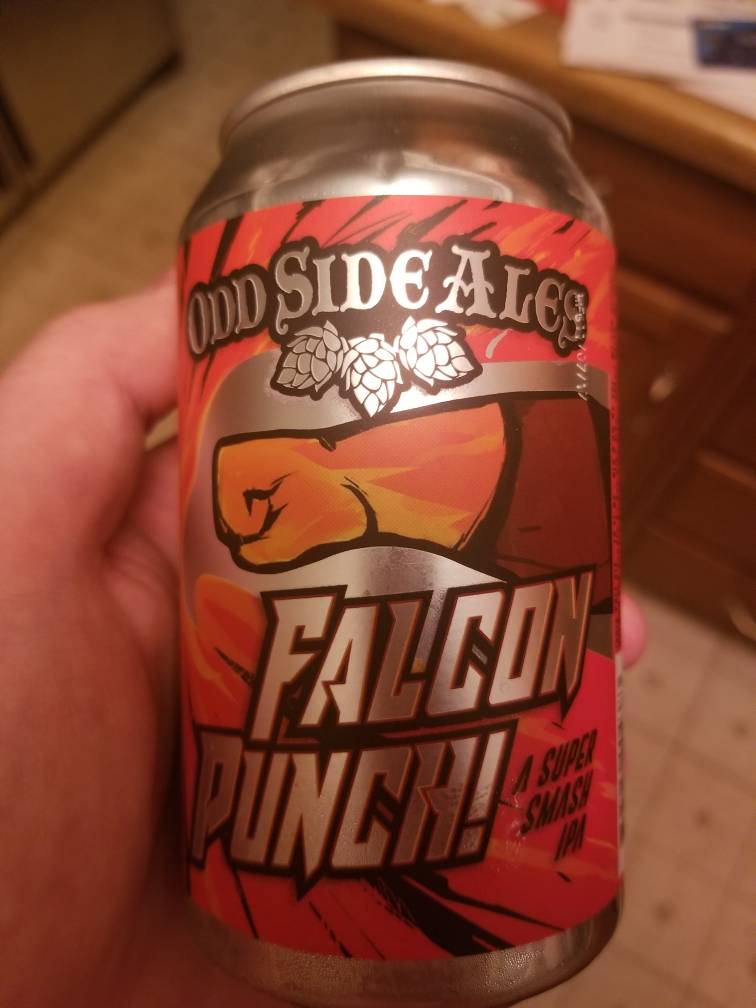 ODD SIDE ALES
FALCON
PUNCH!
A SUPER
SMASH
IPA